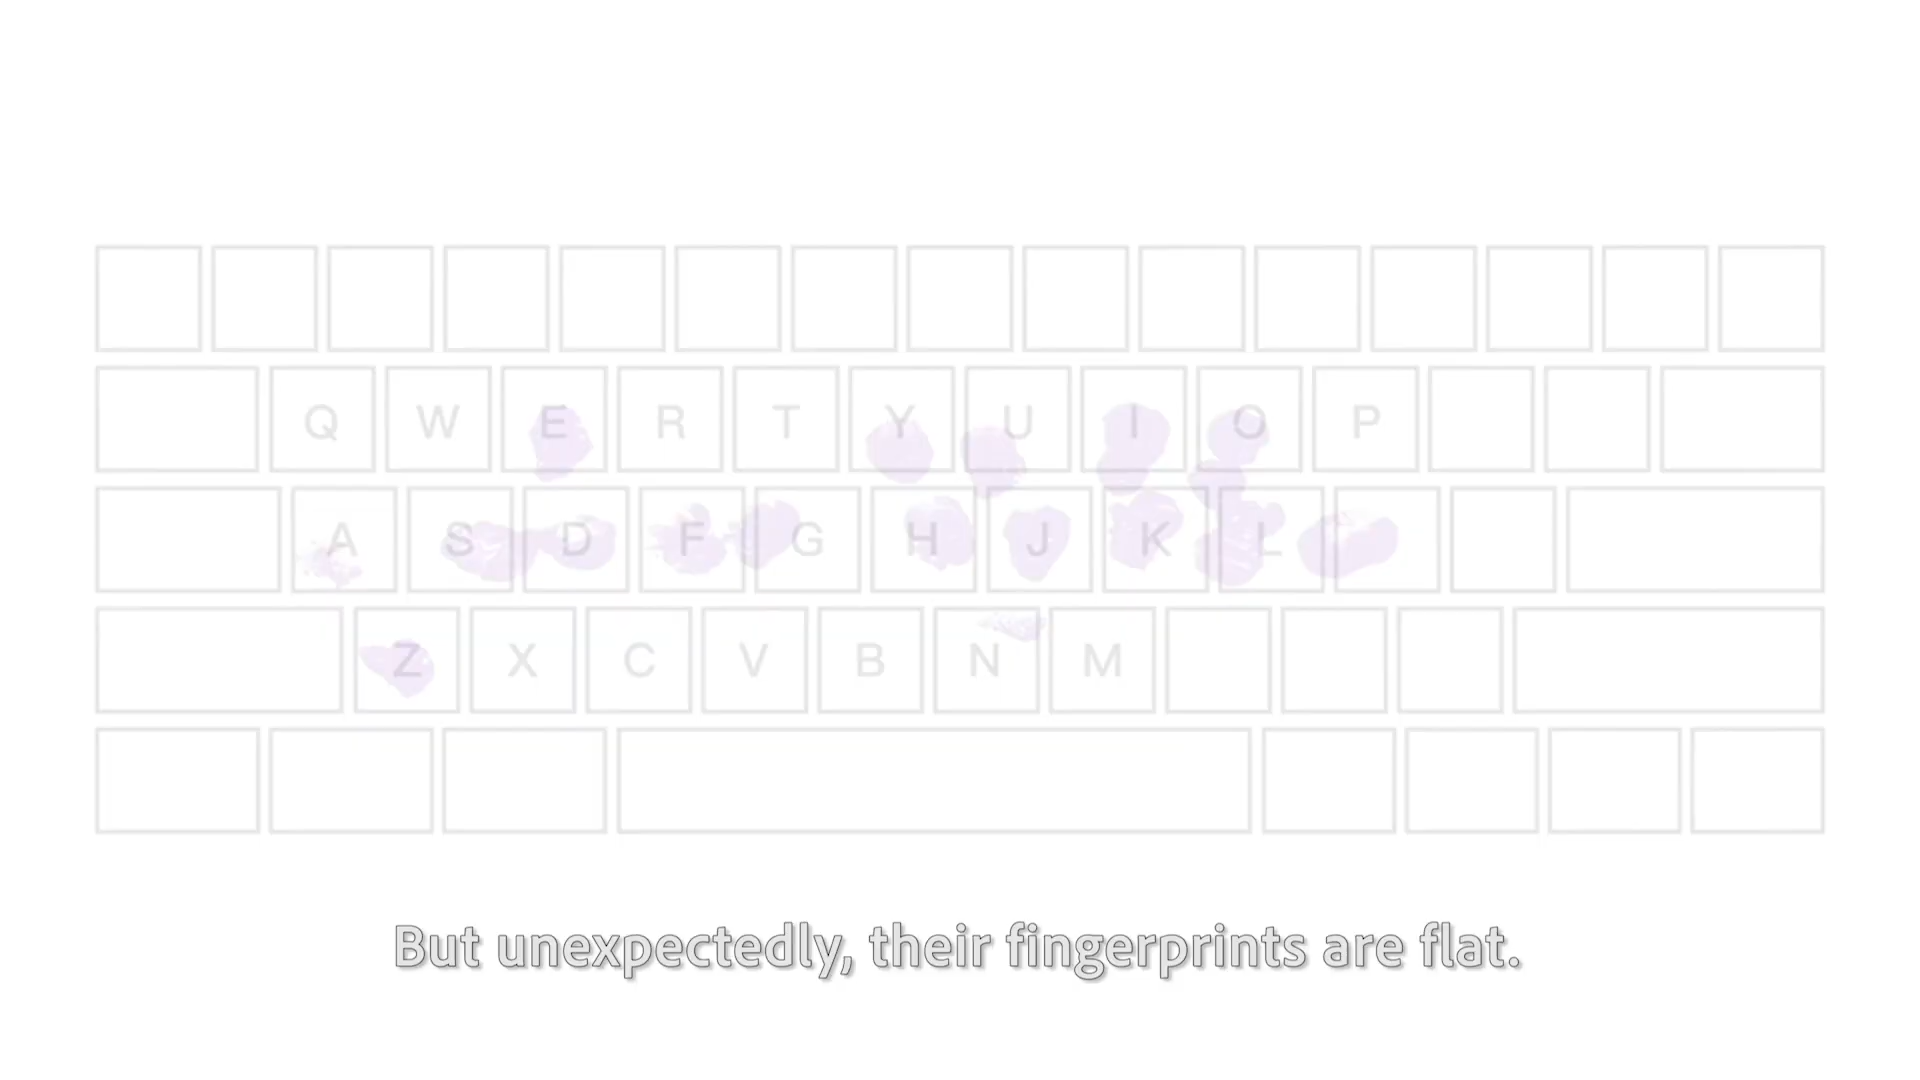 Q W E R T Y U I O P
A S D F G H J K L
Z X C V B N M
But unexpectedly, their fingerprints are flat.